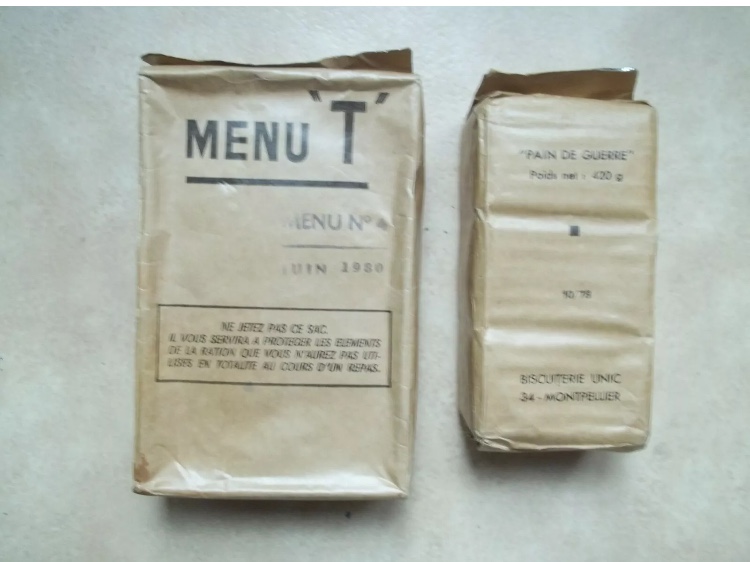 MENU "T"
MENU N° 4
JUIN 1980
NE JETEZ PAS CE SAC.
IL VOUS SERVIRA A PROTEGER LES ELEMENTS
DE LA RATION QUE VOUS N'AUREZ PAS UTI-
LISES EN TOTALITE AU COURS D'UN REPAS.
"PAIN DE GUERRE"
Poids net : 420 g
BISCUITERIE UNIC
34 - MONTPELLIER